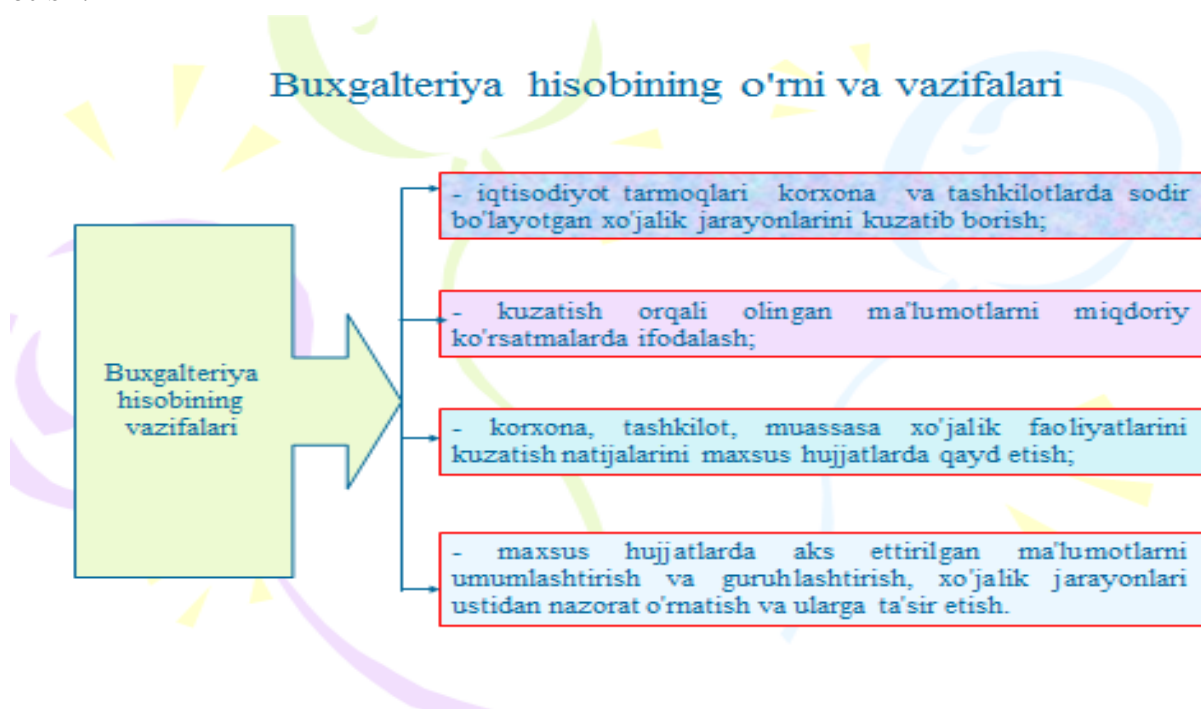 Buxgalteriya hisobining o'rni va vazifalari
Buxgalteriya
hisobining
vazifalari
- iqtisodiyot tarmoqlari korxona va tashkilotlarda sodir
bo'layotgan xo'jalik jarayonlarini kuzatib borish;
- kuzatish orqali olingan ma'lumotlarni miqdoriy
ko'rsatmalarda ifodalash;
- korxona, tashkilot, muassasa xo'jalik faoliyatlarini
kuzatish natijalarini maxsus hujjatlarda qayd etish;
- maxsus hujjatlarda aks ettirilgan ma'lumotlarni
umumlashtirish va guruhlashtirish, xo'jalik jarayonlari
ustidan nazorat o'rnatish va ularga ta'sir etish.